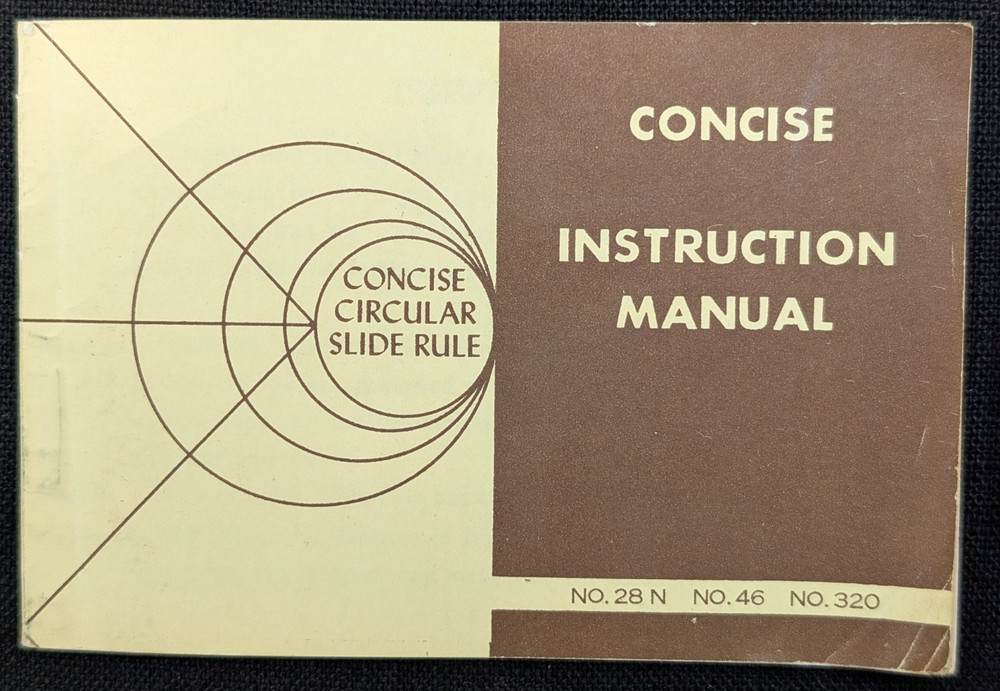 CONCISE
CIRCULAR
SLIDE RULE
CONCISE
INSTRUCTION
MANUAL
NO. 28 N NO. 46 NO. 320